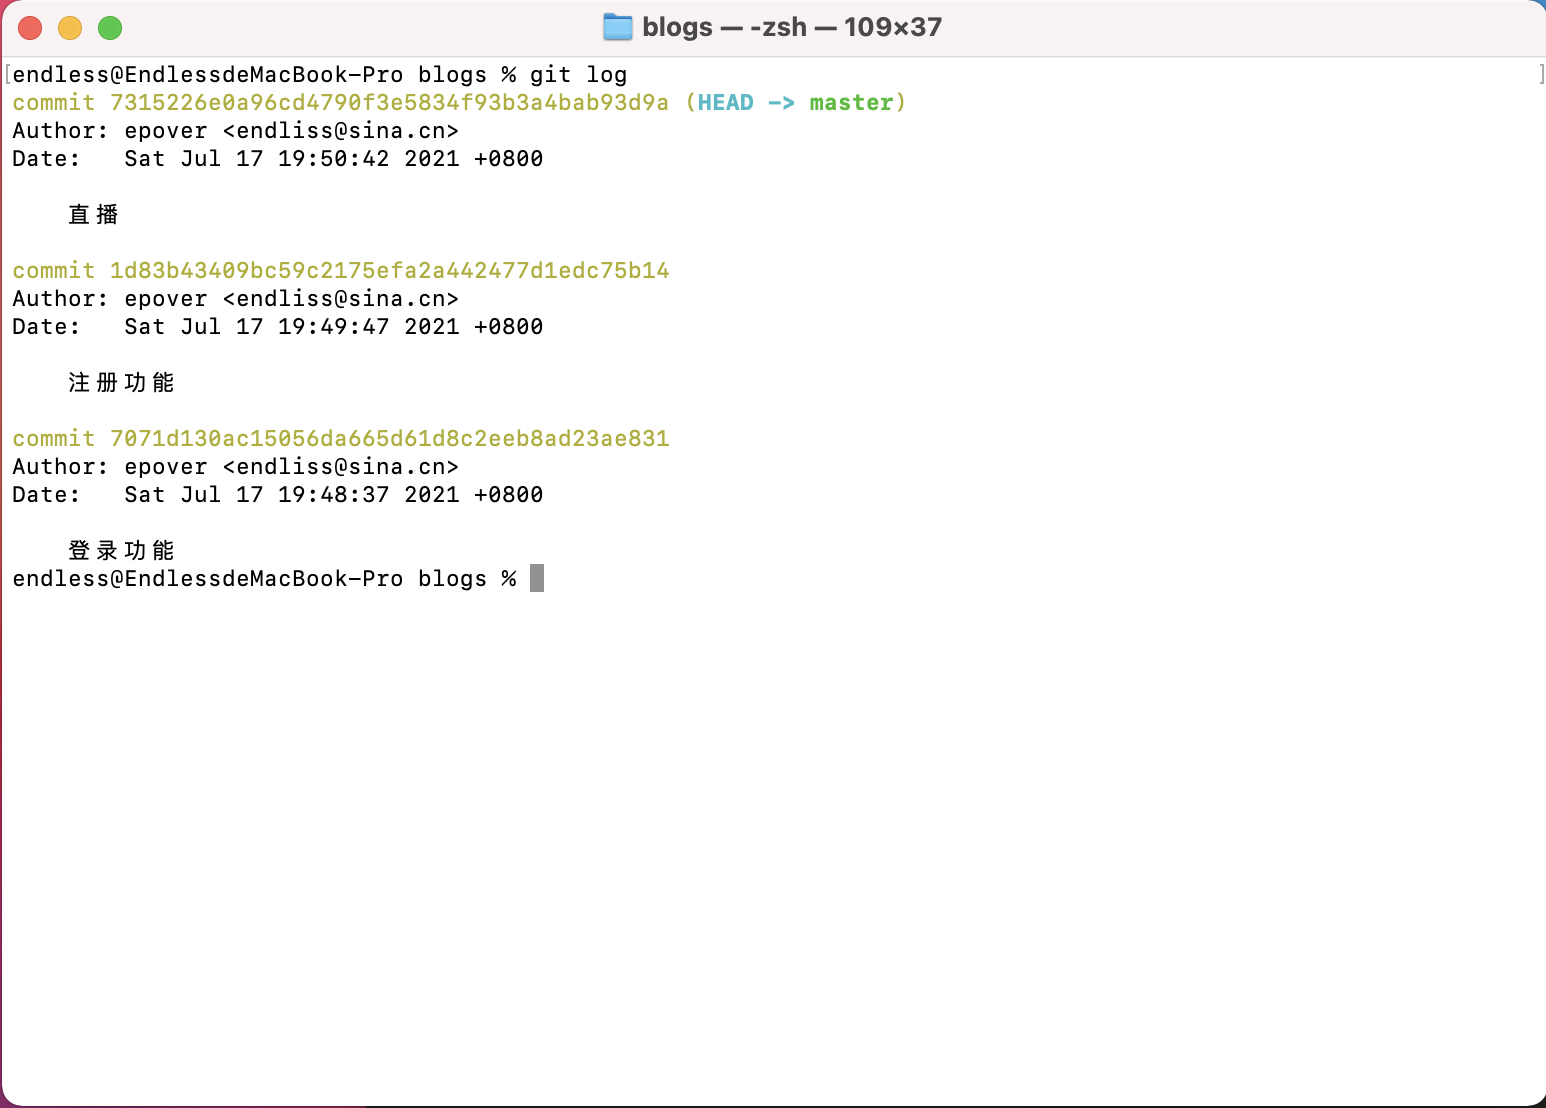 blogs — -zsh — 109×37
endless@EndlessdeMacBook-Pro blogs % git log
commit 7315226e0a96cd4790f3e5834f93b3a4bab93d9a (HEAD -> master)
Author: epover <endliss@sina.cn>
Date:   Sat Jul 17 19:50:42 2021 +0800
直播
commit 1d83b43409bc59c2175efa2a442477d1edc75b14
Author: epover <endliss@sina.cn>
Date:   Sat Jul 17 19:49:47 2021 +0800
注册功能
commit 7071d130ac15056da665d61d8c2eeb8ad23ae831
Author: epover <endliss@sina.cn>
Date:   Sat Jul 17 19:48:37 2021 +0800
登录功能
endless@EndlessdeMacBook-Pro blogs %